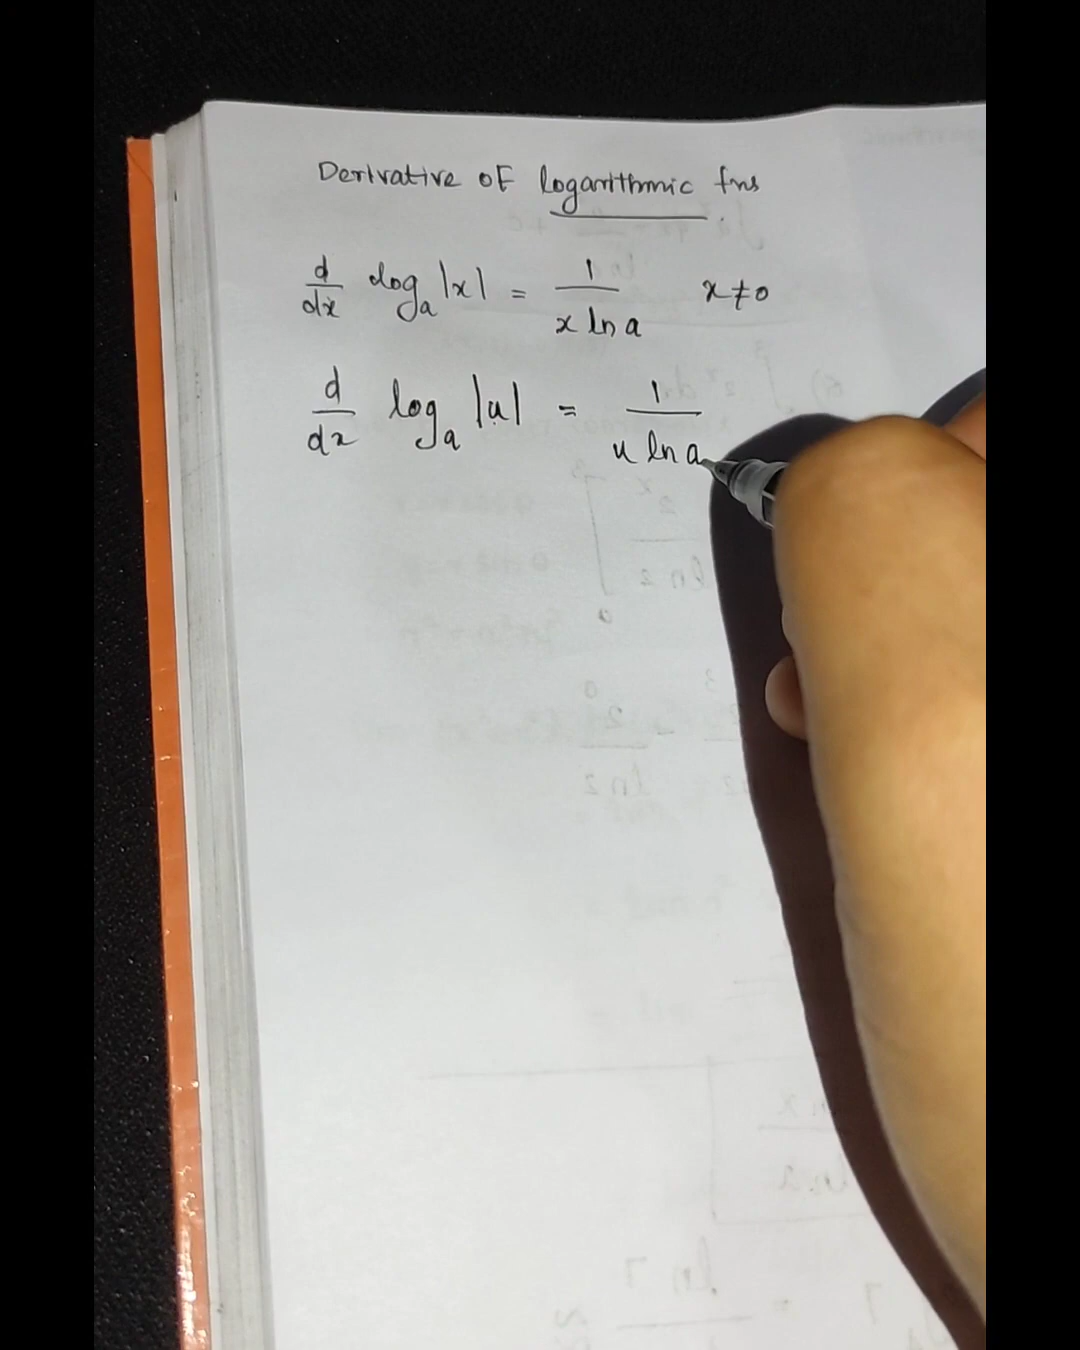 Derivative of logarithmic fns
d/dx log_a |x| = 1/(x ln a)    x ≠ 0
d/dx log_a |u| = 1/(u ln a)